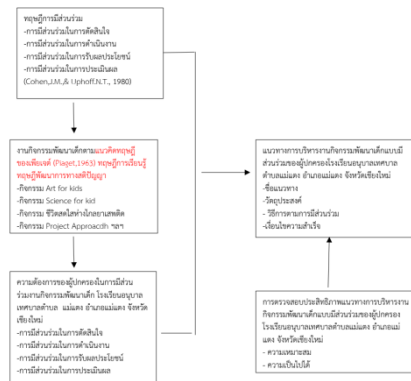 ทฤษฎีการมีส่วนร่วม
-การมีส่วนร่วมในการตัดสินใจ
-การมีส่วนร่วมในการดำเนินงาน
-การมีส่วนร่วมในการรับผลประโยชน์
-การมีส่วนร่วมในการประเมินผล
(Cohen,J.M.,& Uphoff.N.T., 1980)
งานกิจกรรมพัฒนาเด็กตามแนวคิดทฤษฎี
ของเพียเจต์ (Piaget,1963) ทฤษฎีการเรียนรู้
ทฤษฎีพัฒนาการทางสติปัญญา
-กิจกรรม Art for kids
-กิจกรรม Science for kid
-กิจกรรม ชีวิตสดใสห่างไกลยาเสพติด
-กิจกรรม Project Approacdh ฯลฯ
ความต้องการของผู้ปกครองในการมีส่วน
ร่วมงานกิจกรรมพัฒนาเด็ก โรงเรียนอนุบาล
เทศบาลตำบล แม่แตง อำเภอแม่แตง จังหวัด
เชียงใหม่
-การมีส่วนร่วมในการตัดสินใจ
-การมีส่วนร่วมในการดำเนินงาน
-การมีส่วนร่วมในการรับผลประโยชน์
-การมีส่วนร่วมในการประเมินผล
แนวทางการบริหารงานกิจกรรมพัฒนาเด็กแบบมี
ส่วนร่วมของผู้ปกครองโรงเรียนอนุบาลเทศบาล
ตำบลแม่แตง อำเภอแม่แตง จังหวัดเชียงใหม่
-ชื่อแนวทาง
-วัตถุประสงค์
- วิธีการตามการมีส่วนร่วม
-เงื่อนไขความสำเร็จ
การตรวจสอบประสิทธิภาพแนวทางการบริหารงาน
กิจกรรมพัฒนาเด็กแบบมีส่วนร่วมของผู้ปกครอง
โรงเรียนอนุบาลเทศบาลตำบลแม่แตง อำเภอแม่
แตง จังหวัดเชียงใหม่
- ความเหมาะสม
- ความเป็นไปได้